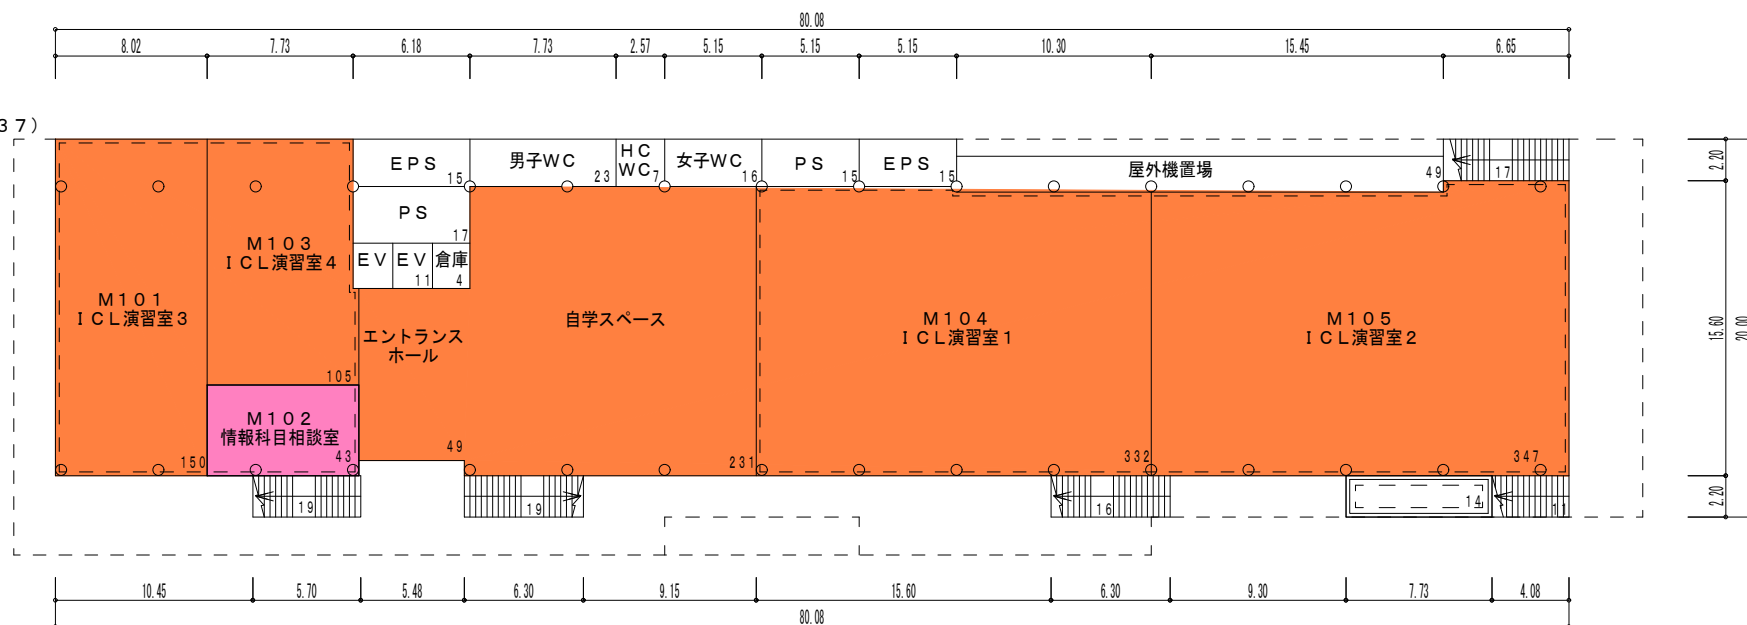 80.08
8.02 7.73 6.18 7.73 2.57 5.15 5.15 5.15 10.30 15.45 6.65
37)
EPS
15
男子WC
23
HC
WC
7
女子WC
16
PS
15
EPS
15
屋外機置場
49
17
2.20
PS
17
EV
EV
11
倉庫
4
M103
ICL演習室4
105
M101
ICL演習室3
150
エントランス
ホール
49
自学スペース
231
M104
ICL演習室1
332
M105
ICL演習室2
347
15.60
20.00
M102
情報科目相談室
43
19
19
16
14
11
2.20
10.45 5.70 5.48 6.30 9.15 15.60 6.30 9.30 7.73 4.08
80.08